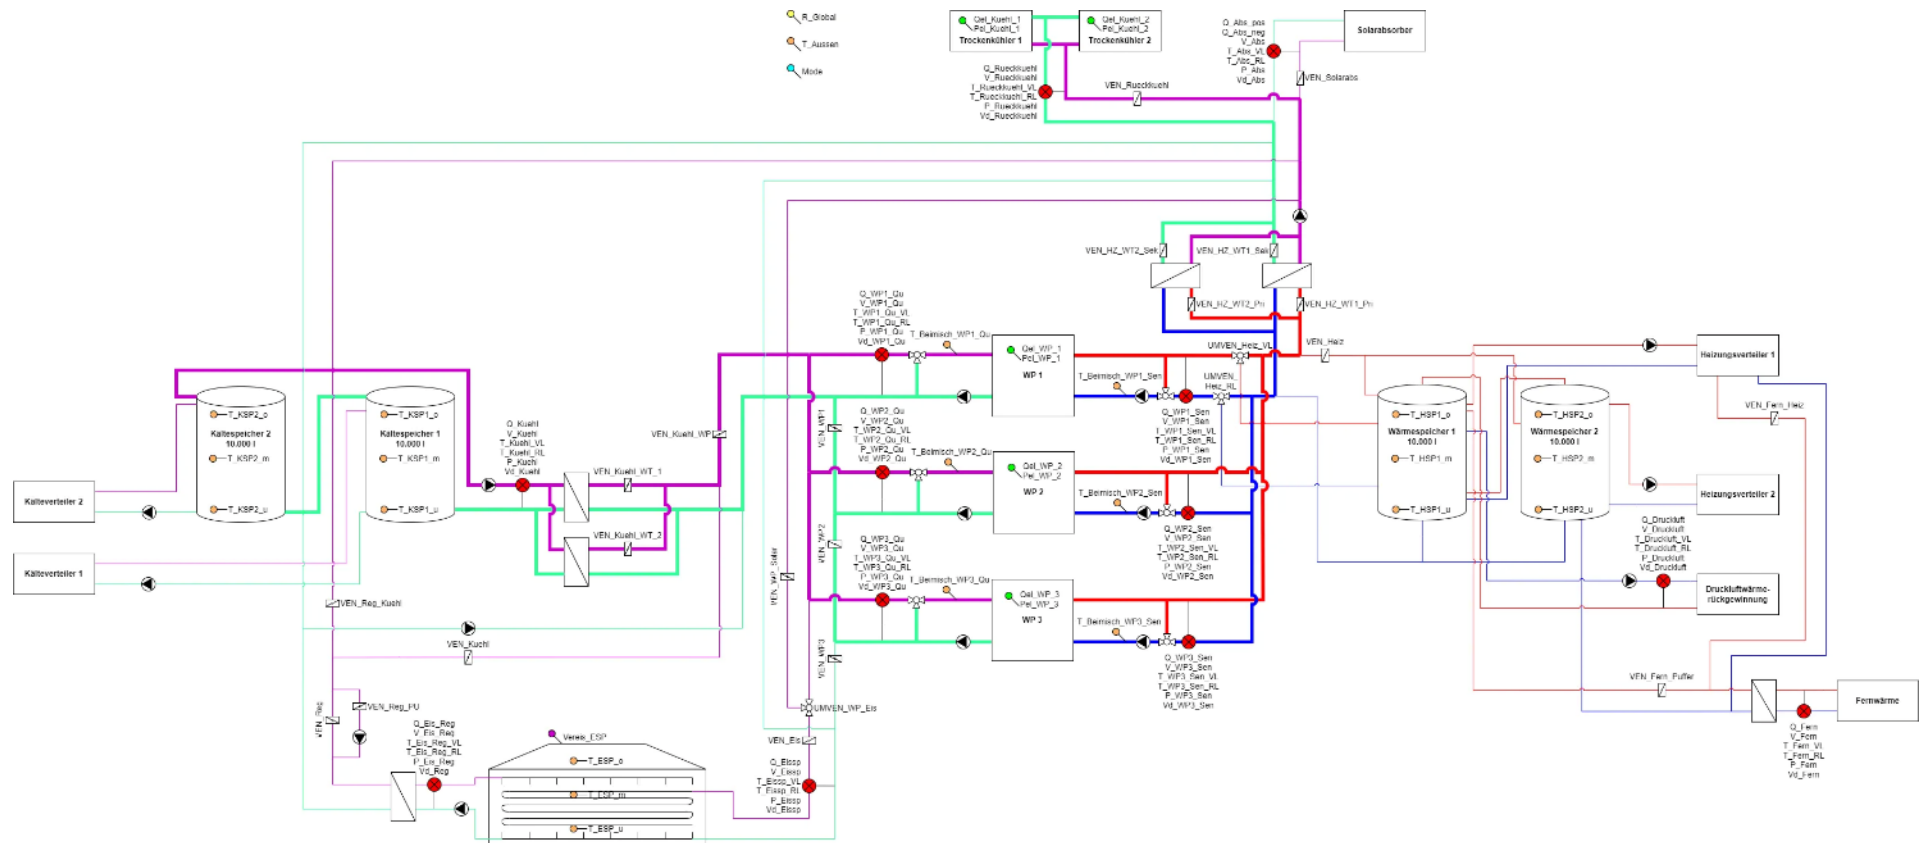 R_Global
T_Aussen
Mode
Qel_Kuehl_1
Pel_Kuehl_1
Trockenkühler 1
Qel_Kuehl_2
Pel_Kuehl_2
Trockenkühler 2
Q_Rueckkuehl
V_Rueckkuehl
T_Rueckkuehl_VL
T_Rueckkuehl_RL
P_Rueckkuehl
Vd_Rueckkuehl
VEN_Rueckkuehl
Q_Abs_pos
Q_Abs_neg
V_Abs
T_Abs_VL
T_Abs_RL
P_Abs
Vd_Abs
Solarabsorber
VEN_Solarabs
VEN_HZ_WT2_Sek
VEN_HZ_WT1_Sek
VEN_HZ_WT2_Pri
VEN_HZ_WT1_Pri
Q_WP1_Qu
V_WP1_Qu
T_WP1_Qu_VL
T_WP1_Qu_RL
P_WP1_Qu
Vd_WP1_Qu
T_Beimisch_WP1_Qu
Qel_WP_1
Pel_WP_1
WP 1
T_Beimisch_WP1_Sen
UMVEN_Heiz_VL
UMVEN_
Heiz_RL
VEN_Heiz
Q_WP1_Sen
V_WP1_Sen
T_WP1_Sen_VL
T_WP1_Sen_RL
P_WP1_Sen
Vd_WP1_Sen
VEN_WP1
Q_WP2_Qu
V_WP2_Qu
T_WP2_Qu_VL
T_WP2_Qu_RL
P_WP2_Qu
Vd_WP2_Qu
T_Beimisch_WP2_Qu
Qel_WP_2
Pel_WP_2
WP 2
T_Beimisch_WP2_Sen
Q_WP2_Sen
V_WP2_Sen
T_WP2_Sen_VL
T_WP2_Sen_RL
P_WP2_Sen
Vd_WP2_Sen
VEN_WP2
Q_WP3_Qu
V_WP3_Qu
T_WP3_Qu_VL
T_WP3_Qu_RL
P_WP3_Qu
Vd_WP3_Qu
T_Beimisch_WP3_Qu
Qel_WP_3
Pel_WP_3
WP 3
T_Beimisch_WP3_Sen
Q_WP3_Sen
V_WP3_Sen
T_WP3_Sen_VL
T_WP3_Sen_RL
P_WP3_Sen
Vd_WP3_Sen
VEN_WP3
T_KSP2_o
Kältespeicher 2
10.000 l
T_KSP2_m
T_KSP2_u
T_KSP1_o
Kältespeicher 1
10.000 l
T_KSP1_m
T_KSP1_u
Kälteverteiler 2
Kälteverteiler 1
Q_Kuehl
V_Kuehl
T_Kuehl_VL
T_Kuehl_RL
P_Kuehl
Vd_Kuehl
VEN_Kuehl_WT_1
VEN_Kuehl_WT_2
VEN_Kuehl_WP
VEN_WP_Solar
VEN_Reg_Kuehl
VEN_Kuehl
VEN_Reg
VEN_Reg_PU
Q_Eis_Reg
V_Eis_Reg
T_Eis_Reg_VL
T_Eis_Reg_RL
P_Eis_Reg
Vd_Reg
Vereis_ESP
T_ESP_o
T_ESP_m
T_ESP_u
UMVEN_WP_Eis
VEN_Eis
Q_Eissp
V_Eissp
T_Eissp_VL
T_Eissp_RL
P_Eissp
Vd_Eissp
T_HSP1_o
Wärmespeicher 1
10.000 l
T_HSP1_m
T_HSP1_u
T_HSP2_o
Wärmespeicher 2
10.000 l
T_HSP2_m
T_HSP2_u
Heizungsverteiler 1
VEN_Fern_Heiz
Heizungsverteiler 2
Q_Druckluft
V_Druckluft
T_Druckluft_VL
T_Druckluft_RL
P_Druckluft
Vd_Druckluft
Druckluftwärme-
rückgewinnung
VEN_Fern_Puffer
Fernwärme
Q_Fern
V_Fern
T_Fern_VL
T_Fern_RL
P_Fern
Vd_Fern